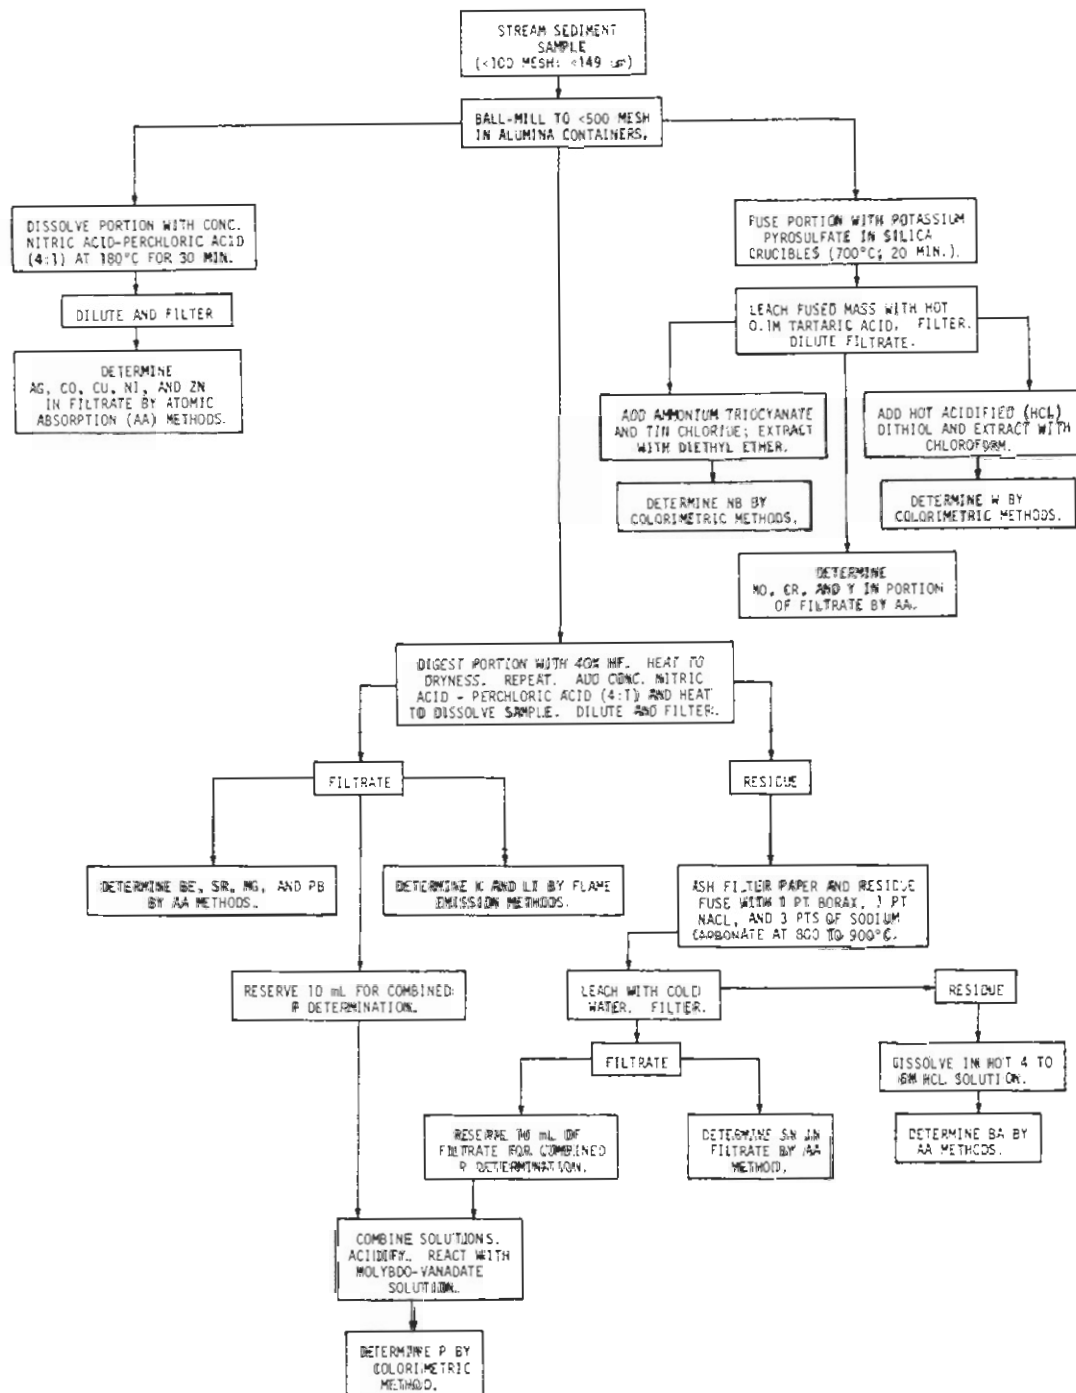 STREAM SEDIMENT
SAMPLE
(<100 MESH: <149 um)
BALL-MILL TO <500 MESH
IN ALUMINA CONTAINERS.
DISSOLVE PORTION WITH CONC.
NITRIC ACID-PERCHLORIC ACID
(4:1) AT 180°C FOR 30 MIN.
DILUTE AND FILTER
DETERMINE
AG, CO, CU, NI, AND ZN
IN FILTRATE BY ATOMIC
ABSORPTION (AA) METHODS.
FUSE PORTION WITH POTASSIUM
PYROSULFATE IN SILICA
CRUCIBLES (700°C; 20 MIN.).
LEACH FUSED MASS WITH HOT
0.1M TARTARIC ACID. FILTER.
DILUTE FILTRATE.
ADD AMMONIUM TRIOCYANATE
AND TIN CHLORIDE; EXTRACT
WITH DIETHYL ETHER.
DETERMINE NB BY
COLORIMETRIC METHODS.
ADD HOT ACIDIFIED (HCL)
DITHIOL AND EXTRACT WITH
CHLOROFORM.
DETERMINE W BY
COLORIMETRIC METHODS.
DETERMINE
MO, CR, AND Y IN PORTION
OF FILTRATE BY AA.
DIGEST PORTION WITH 40% HF. HEAT TO
DRYNESS. REPEAT. ADD CONC. NITRIC
ACID - PERCHLORIC ACID (4:1) AND HEAT
TO DISSOLVE SAMPLE. DILUTE AND FILTER.
FILTRATE
RESIDUE
DETERMINE BE, SR, MG, AND PB
BY AA METHODS.
DETERMINE K AND LI BY FLAME
EMISSION METHODS.
ASH FILTER PAPER AND RESIDUE
FUSE WITH 1 PT BORAX, 1 PT
NACL, AND 3 PTS OF SODIUM
CARBONATE AT 800 TO 900°C.
RESERVE 10 mL FOR COMBINED
P DETERMINATION.
LEACH WITH COLD
WATER. FILTER.
RESIDUE
FILTRATE
DISSOLVE IN HOT 4 TO
6M HCL SOLUTION.
RESERVE 10 mL OF
FILTRATE FOR COMBINED
P DETERMINATION.
DETERMINE SN IN
FILTRATE BY AA
METHOD.
DETERMINE BA BY
AA METHODS.
COMBINE SOLUTIONS.
ACIDIFY. REACT WITH
MOLYBDO-VANADATE
SOLUTION.
DETERMINE P BY
COLORIMETRIC
METHOD.